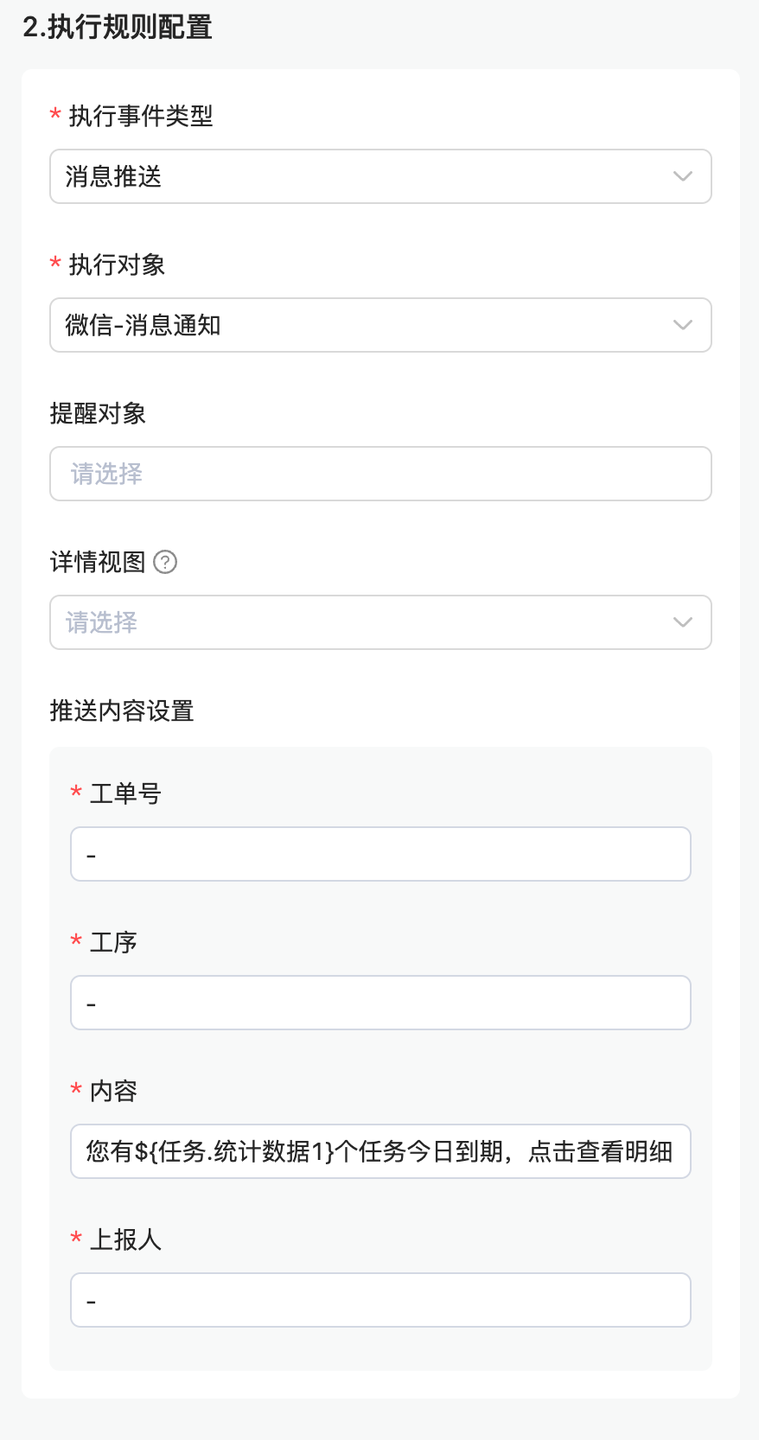 2.执行规则配置
* 执行事件类型
消息推送
* 执行对象
微信-消息通知
提醒对象
请选择
详情视图 ?
请选择
推送内容设置
* 工单号
-
* 工序
-
* 内容
您有${任务.统计数据1}个任务今日到期，点击查看明细
* 上报人
-